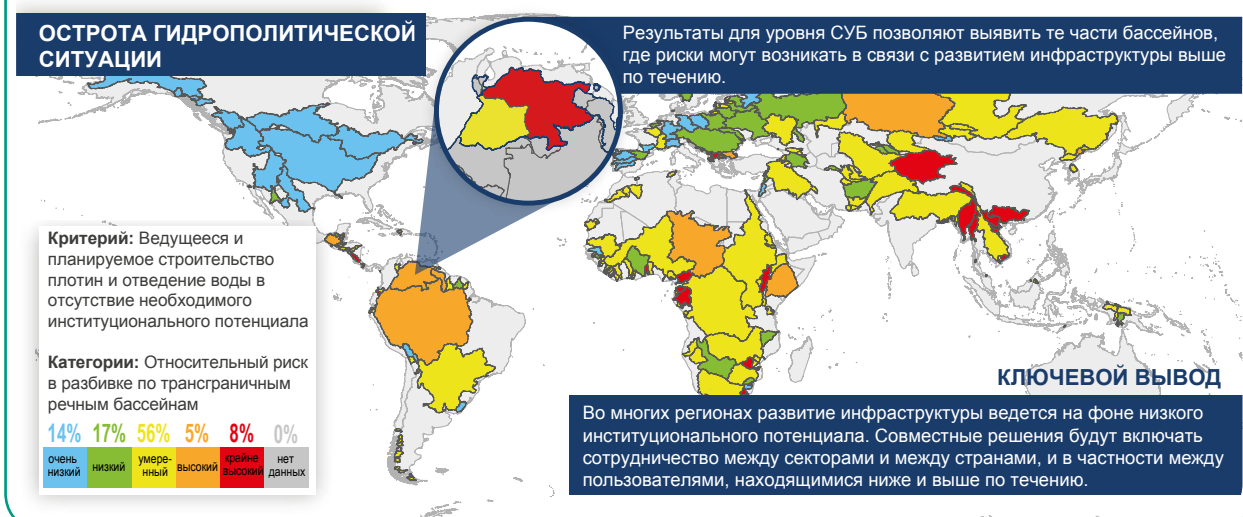 ОСТРОТА ГИДРОПОЛИТИЧЕСКОЙ
СИТУАЦИИ
Результаты для уровня СУБ позволяют выявить те части бассейнов,
где риски могут возникать в связи с развитием инфраструктуры выше
по течению.
Критерий: Ведущееся и
планируемое строительство
плотин и отведение воды в
отсутствие необходимого
институционального потенциала
Категории: Относительный риск
в разбивке по трансграничным
речным бассейнам
14% 17% 56% 5% 8% 0%
очень
низкий
низкий
умере-
нный
высокий
крайне
высокий
нет
данных
КЛЮЧЕВОЙ ВЫВОД
Во многих регионах развитие инфраструктуры ведется на фоне низкого
институционального потенциала. Совместные решения будут включать
сотрудничество между секторами и между странами, и в частности между
пользователями, находящимися ниже и выше по течению.